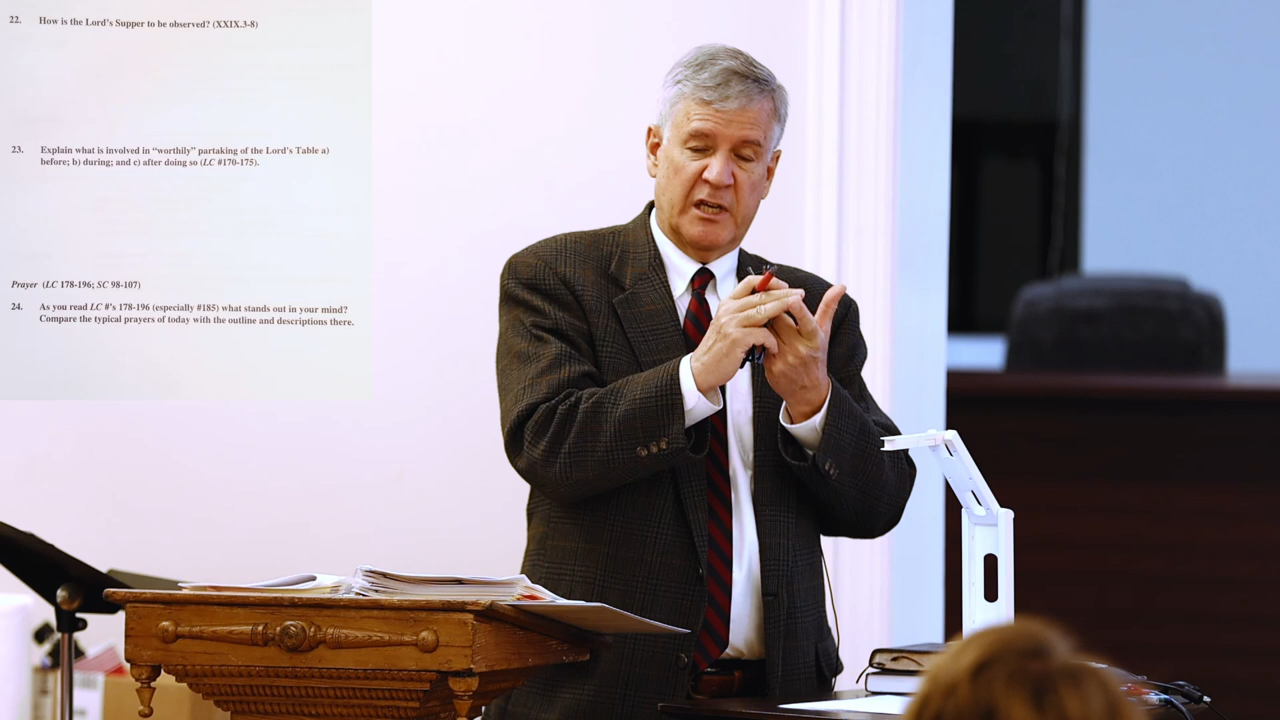 22. How is the Lord's Supper to be observed? (XXIX.3-8)
23. Explain what is involved in "worthily" partaking of the Lord's Table a)
before; b) during; and c) after doing so (LC #170-175).
Prayer (LC 178-196; SC 98-107)
24. As you read LC #'s 178-196 (especially #185) what stands out in your mind?
Compare the typical prayers of today with the outline and descriptions there.